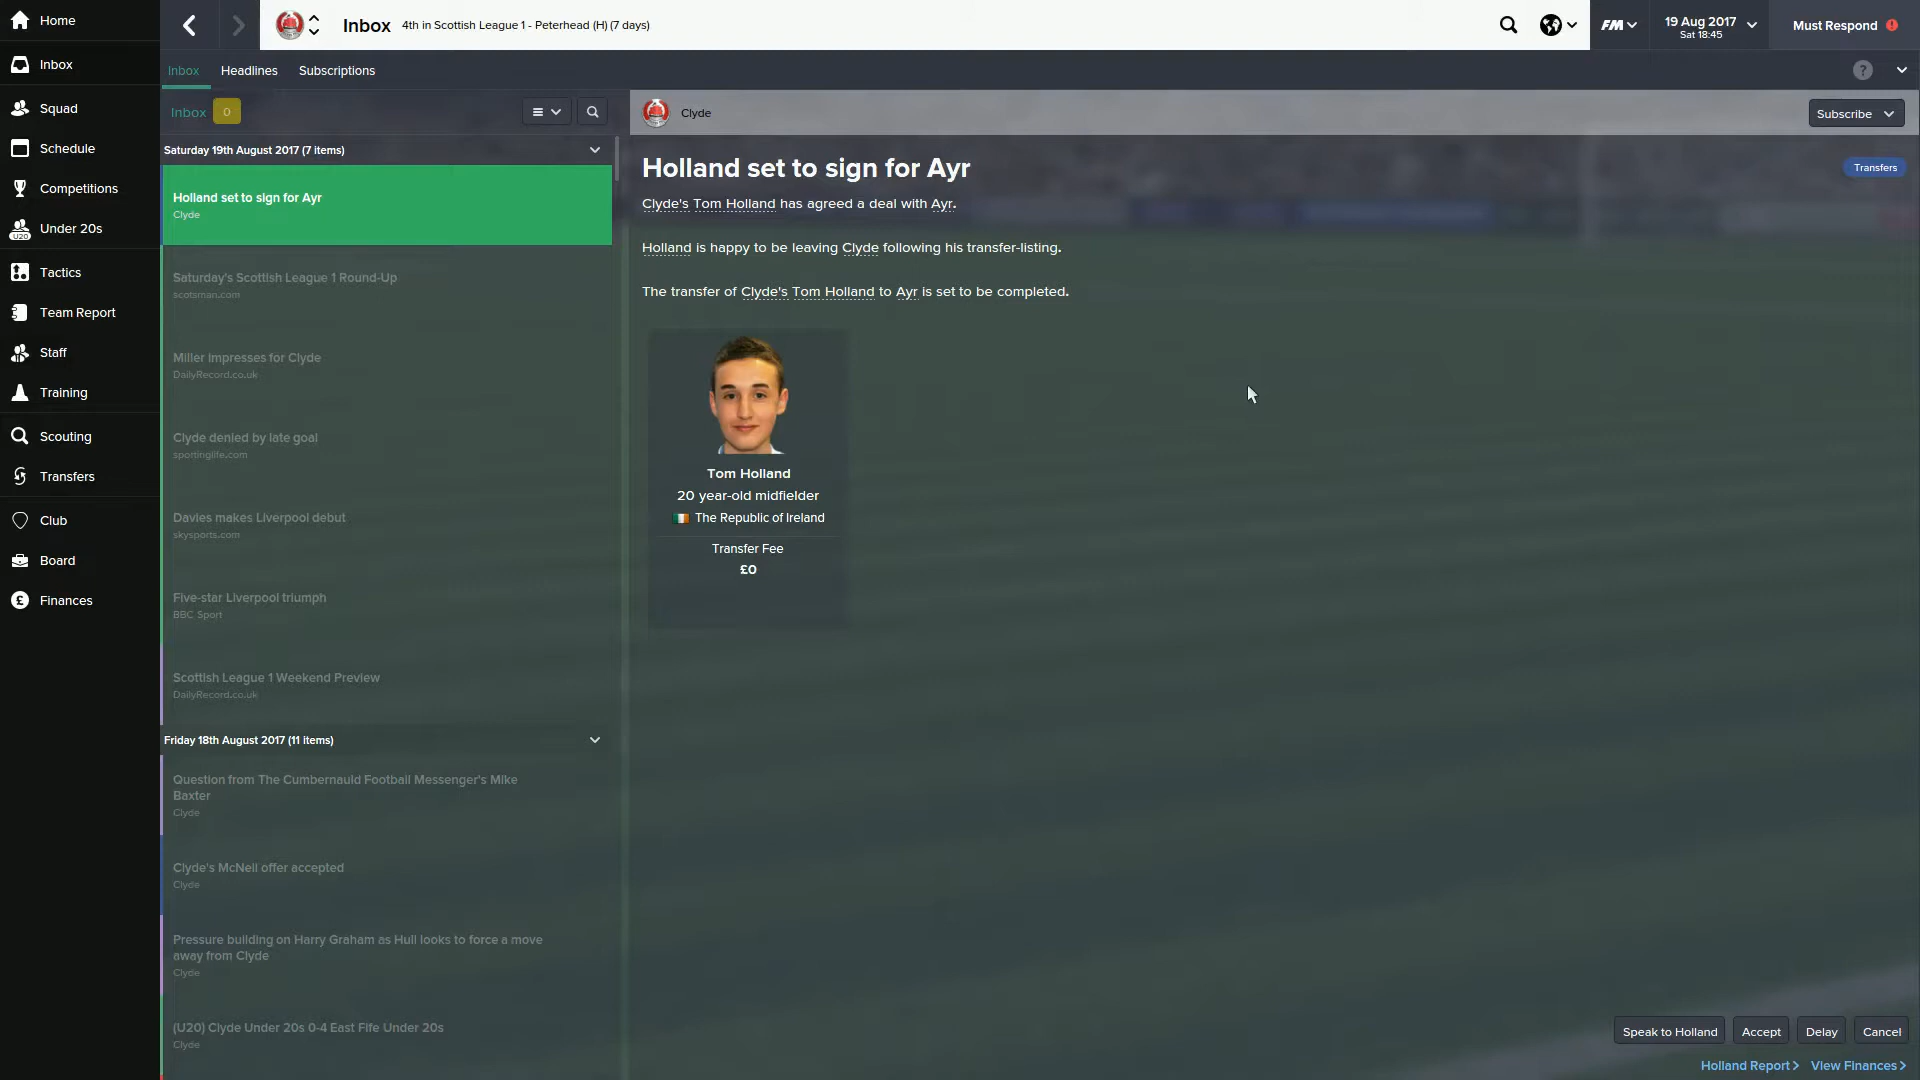 Home
Inbox
Squad
Schedule
Competitions
U20
Under 20s
Tactics
Team Report
Staff
Training
Scouting
Transfers
Club
Board
£
Finances
Inbox 4th in Scottish League 1 - Peterhead (H) (7 days)
FM
19 Aug 2017
Sat 18:45
Must Respond
Inbox Headlines Subscriptions
?
Inbox 0
Clyde
Subscribe
Saturday 19th August 2017 (7 items)
Holland set to sign for Ayr
Clyde
Saturday's Scottish League 1 Round-Up
scotsman.com
Miller impresses for Clyde
DailyRecord.co.uk
Clyde denied by late goal
sportinglife.com
Davies makes Liverpool debut
skysports.com
Five-star Liverpool triumph
BBC Sport
Scottish League 1 Weekend Preview
DailyRecord.co.uk
Friday 18th August 2017 (11 items)
Question from The Cumbernauld Football Messenger's Mike
Baxter
Clyde
Clyde's McNeil offer accepted
Clyde
Pressure building on Harry Graham as Hull looks to force a move
away from Clyde
Clyde
(U20) Clyde Under 20s 0-4 East Fife Under 20s
Clyde
Holland set to sign for Ayr
Transfers
Clyde's Tom Holland has agreed a deal with Ayr.
Holland is happy to be leaving Clyde following his transfer-listing.
The transfer of Clyde's Tom Holland to Ayr is set to be completed.
Tom Holland
20 year-old midfielder
The Republic of Ireland
Transfer Fee
£0
Speak to Holland Accept Delay Cancel
Holland Report View Finances